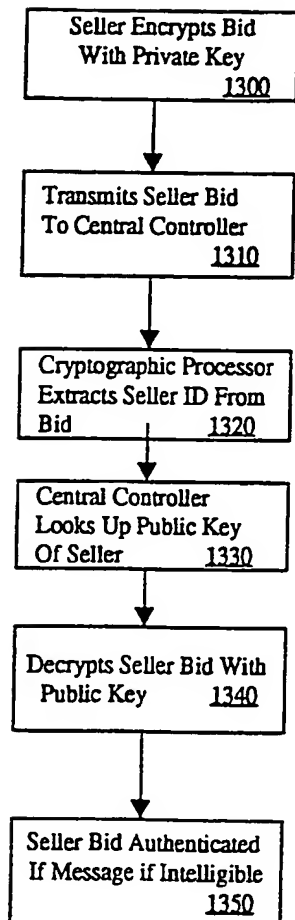 Seller Encrypts Bid
With Private Key
1300
Transmits Seller Bid
To Central Controller
1310
Cryptographic Processor
Extracts Seller ID From
Bid 1320
Central Controller
Looks Up Public Key
Of Seller 1330
Decrypts Seller Bid With
Public Key 1340
Seller Bid Authenticated
If Message if Intelligible
1350